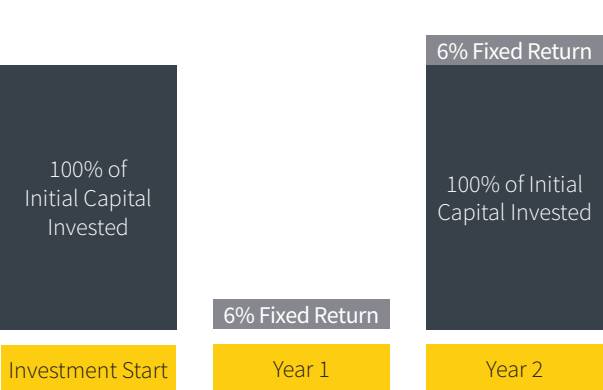 6% Fixed Return
100% of
Initial Capital
Invested
100% of Initial
Capital Invested
6% Fixed Return
Investment Start
Year 1
Year 2